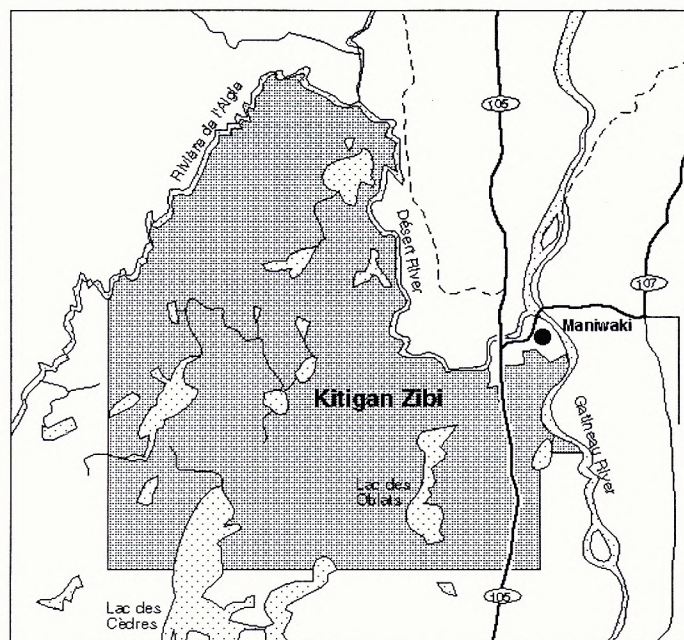 105
Rivière de l'Aigle
Désert River
107
Maniwaki
Kitigan Zibi
Gatineau River
Lac des
Oblats
105
Lac des
Cèdres